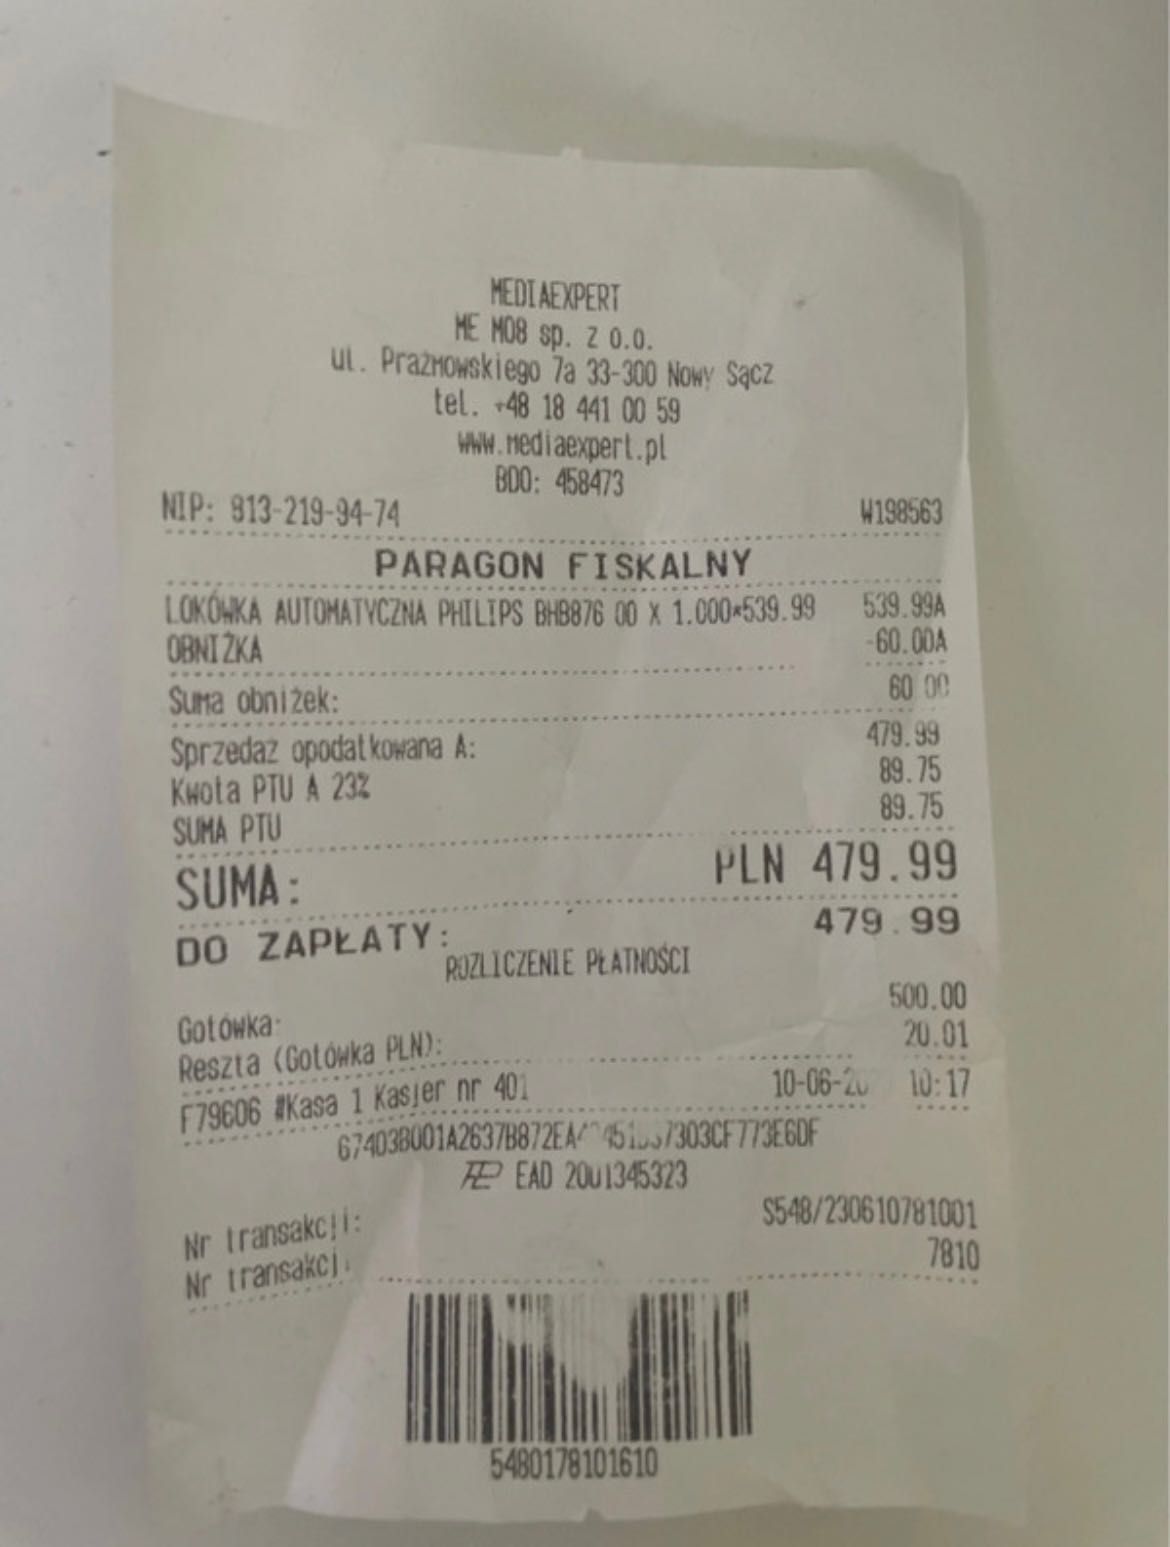 MEDIAEXPERT
ME M08 sp. z o.o.
ul. Prażmowskiego 7a 33-300 Nowy Sącz
tel. +48 18 441 00 59
www.mediaexpert.pl
BDO: 458473
NIP: 813-219-94-74 W198563
PARAGON FISKALNY
LOKÓWKA AUTOMATYCZNA PHILIPS BHB876 00 X 1.000*539.99 539.99A
OBNIŻKA -60.00A
Suma obniżek: 60 00
Sprzedaż opodatkowana A: 479.99
Kwota PTU A 23% 89.75
SUMA PTU 89.75
SUMA: PLN 479.99
DO ZAPŁATY: 479.99
ROZLICZENIE PŁATNOŚCI
Gotówka: 500.00
Reszta (Gotówka PLN): 20.01
F79606 #Kasa 1 Kasjer nr 401 10:17
EAD 2001345323
Nr transakcji: S548/230610781001
Nr transakcji: 7810
5480178101610